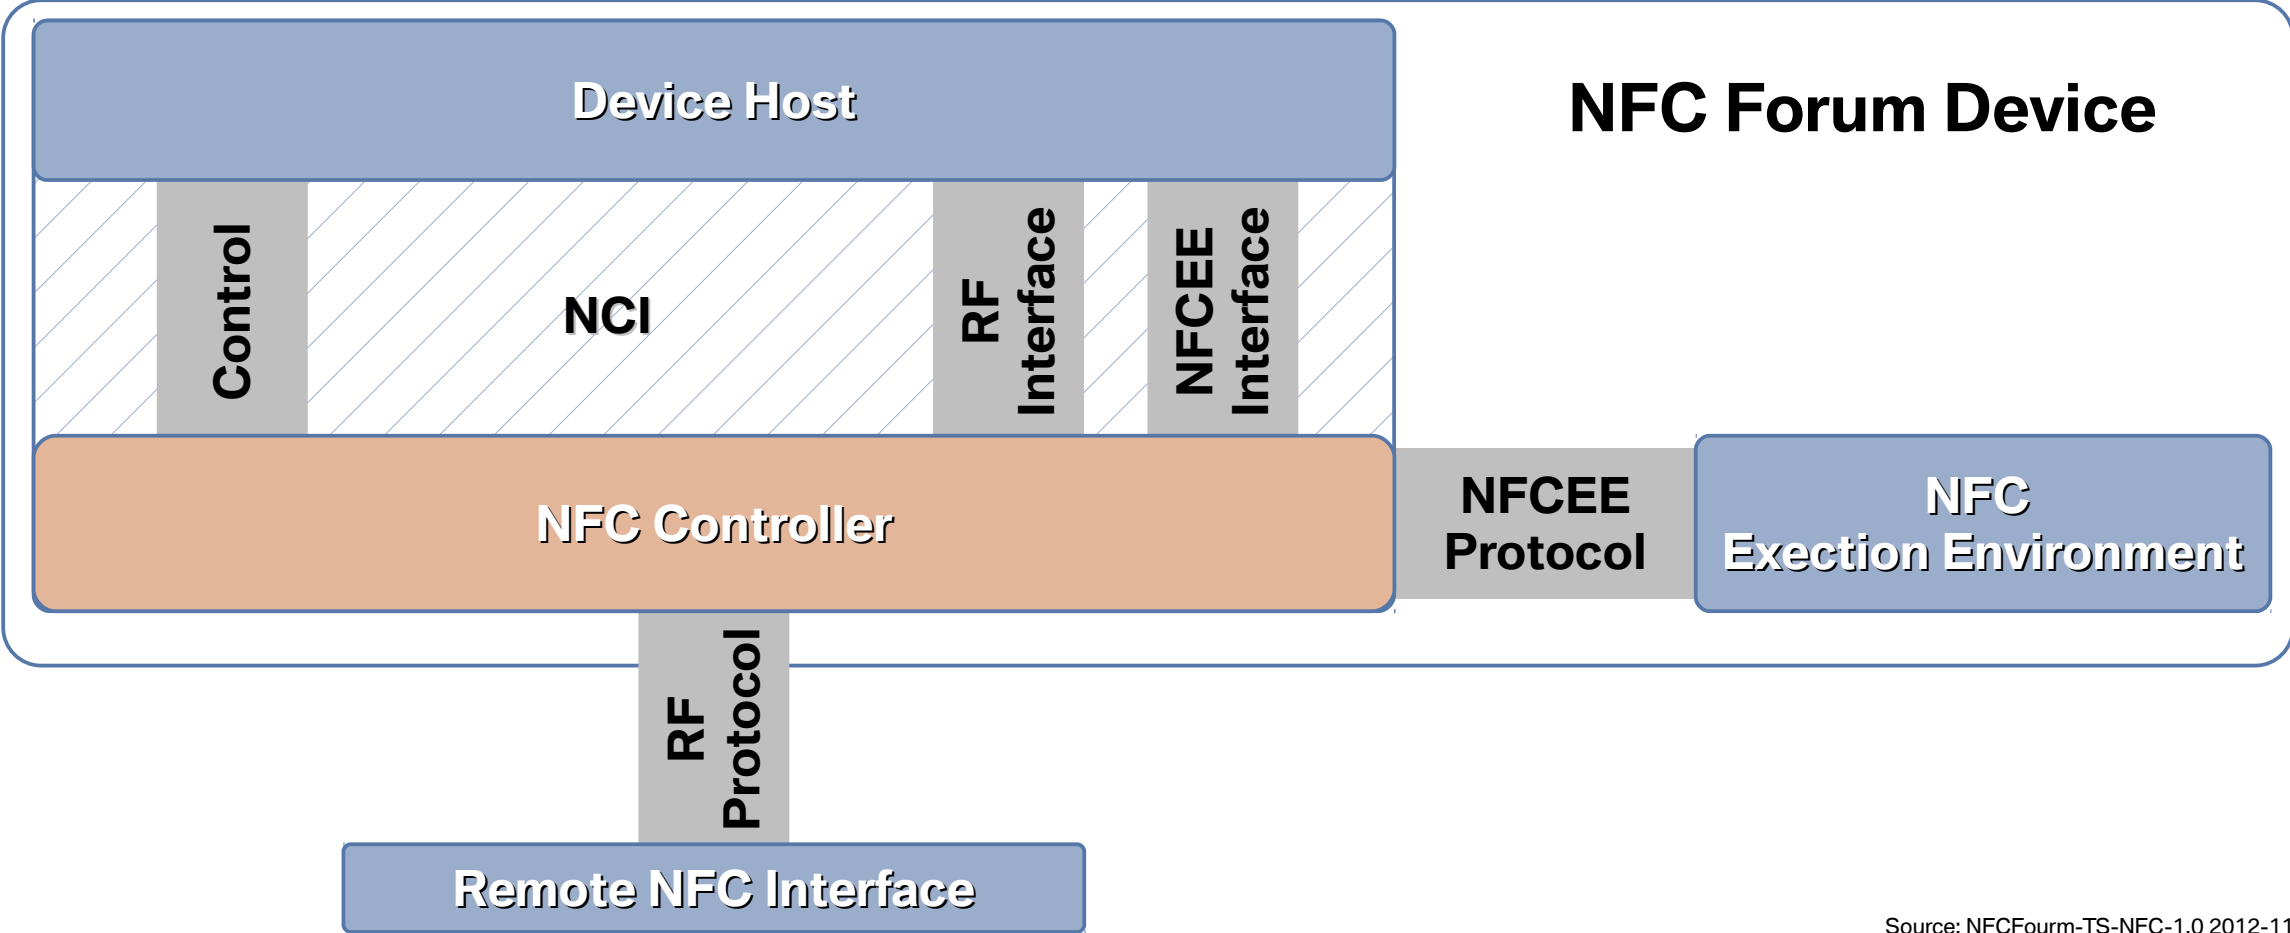 Device Host
NFC Forum Device
Control
NCI
RF
Interface
NFCEE
Interface
NFC Controller
NFCEE
Protocol
NFC
Exection Environment
RF
Protocol
Remote NFC Interface
Source: NFCFourm-TS-NFC-1.0 2012-11